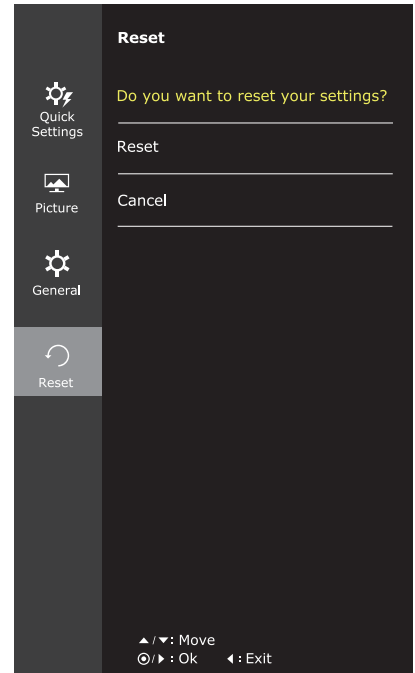 Reset
Do you want to reset your settings?
Reset
Cancel
Quick
Settings
Picture
General
Reset
▲/▼: Move
◉/▶ : Ok ◀ : Exit